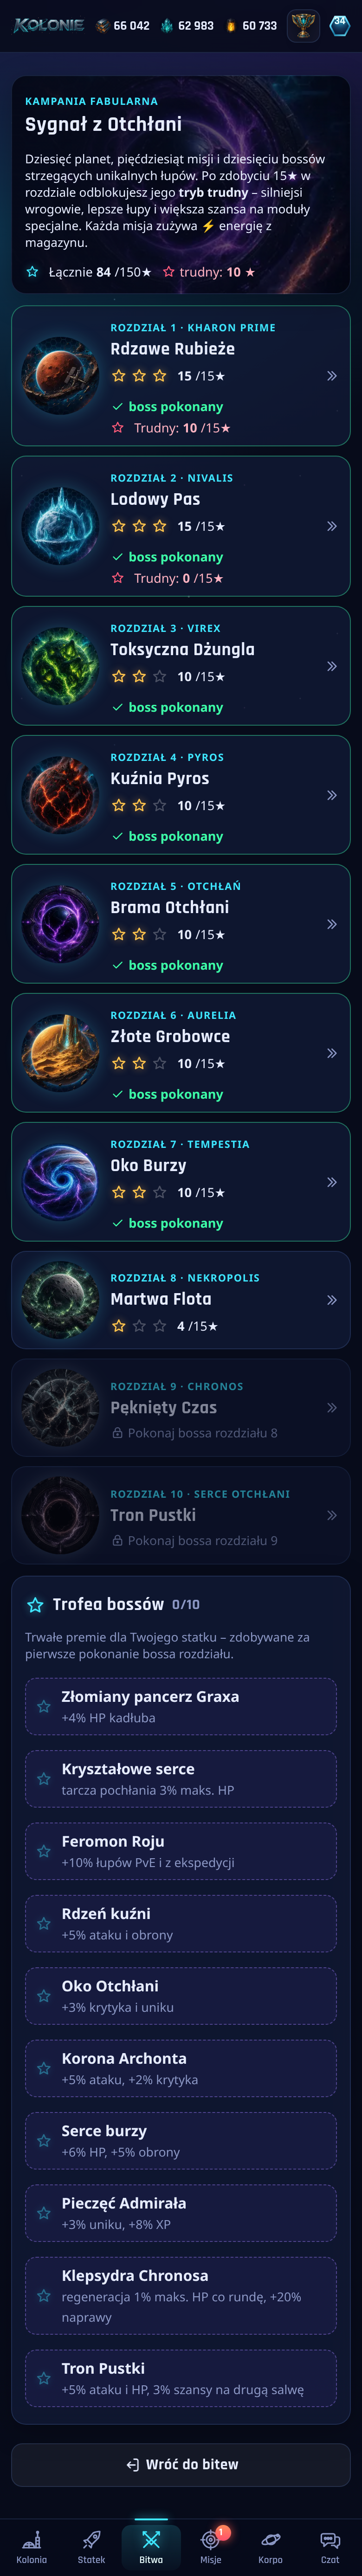 KOLONIE 66 042 62 983 60 733 34
KAMPANIA FABULARNA
Sygnał z Otchłani
Dziesięć planet, pięćdziesiąt misji i dziesięciu bossów
strzegących unikalnych łupów. Po zdobyciu 15★ w
rozdziale odblokujesz jego tryb trudny – silniejsi
wrogowie, lepsze łupy i większa szansa na moduły
specjalne. Każda misja zużywa ⚡ energię z
magazynu.
Łącznie 84 /150★ trudny: 10 ★
ROZDZIAŁ 1 · KHARON PRIME
Rdzawe Rubieże
15 /15★
boss pokonany
Trudny: 10 /15★
ROZDZIAŁ 2 · NIVALIS
Lodowy Pas
15 /15★
boss pokonany
Trudny: 0 /15★
ROZDZIAŁ 3 · VIREX
Toksyczna Dżungla
10 /15★
boss pokonany
ROZDZIAŁ 4 · PYROS
Kuźnia Pyros
10 /15★
boss pokonany
ROZDZIAŁ 5 · OTCHŁAŃ
Brama Otchłani
10 /15★
boss pokonany
ROZDZIAŁ 6 · AURELIA
Złote Grobowce
10 /15★
boss pokonany
ROZDZIAŁ 7 · TEMPESTIA
Oko Burzy
10 /15★
boss pokonany
ROZDZIAŁ 8 · NEKROPOLIS
Martwa Flota
4 /15★
ROZDZIAŁ 9 · CHRONOS
Pęknięty Czas
Pokonaj bossa rozdziału 8
ROZDZIAŁ 10 · SERCE OTCHŁANI
Tron Pustki
Pokonaj bossa rozdziału 9
Trofea bossów 0/10
Trwałe premie dla Twojego statku – zdobywane za
pierwsze pokonanie bossa rozdziału.
Złomiany pancerz Graxa
+4% HP kadłuba
Kryształowe serce
tarcza pochłania 3% maks. HP
Feromon Roju
+10% łupów PvE i z ekspedycji
Rdzeń kuźni
+5% ataku i obrony
Oko Otchłani
+3% krytyka i uniku
Korona Archonta
+5% ataku, +2% krytyka
Serce burzy
+6% HP, +5% obrony
Pieczęć Admirała
+3% uniku, +8% XP
Klepsydra Chronosa
regeneracja 1% maks. HP co rundę, +20%
naprawy
Tron Pustki
+5% ataku i HP, 3% szansy na drugą salwę
Wróć do bitew
1
Kolonia Statek Bitwa Misje Korpo Czat